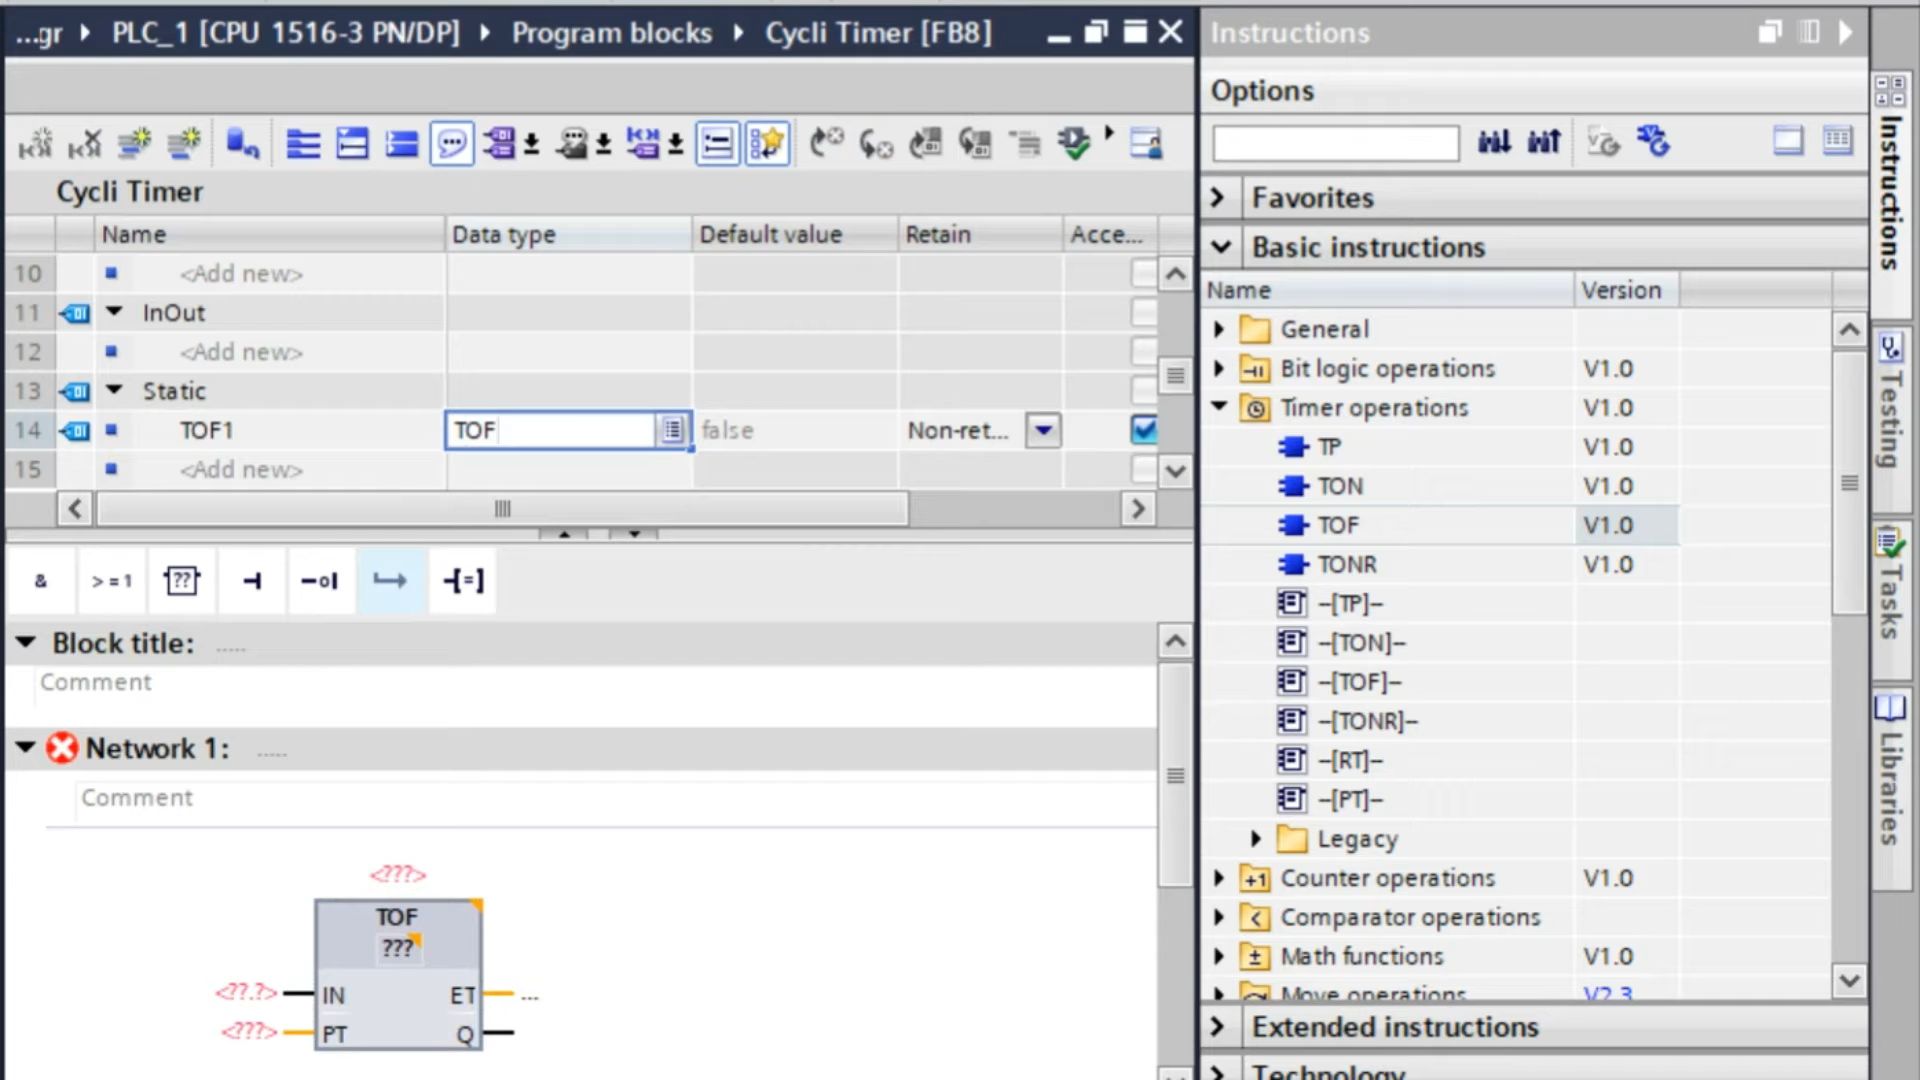 ...gr PLC_1 [CPU 1516-3 PN/DP] Program blocks Cycli Timer [FB8]
Cycli Timer
Name Data type Default value Retain Acce...
10 <Add new>
11 InOut
12 <Add new>
13 Static
14 TOF1 TOF false Non-ret...
15 <Add new>
& >=1 ?? -[=]
Block title: .....
Comment
Network 1: .....
Comment
<???>
TOF
???
<??.?> IN ET ...
<???> PT Q
Instructions
Options
Favorites
Basic instructions
Name Version
General
Bit logic operations V1.0
Timer operations
TP V1.0
TON V1.0
TOF V1.0
TONR V1.0
-[TP]-
-[TON]-
-[TOF]-
-[TONR]-
-[RT]-
-[PT]-
Legacy
Counter operations V1.0
Comparator operations
Math functions V1.0
Move operations V2.3
Extended instructions
Technology
Instructions
Testing
Tasks
Libraries